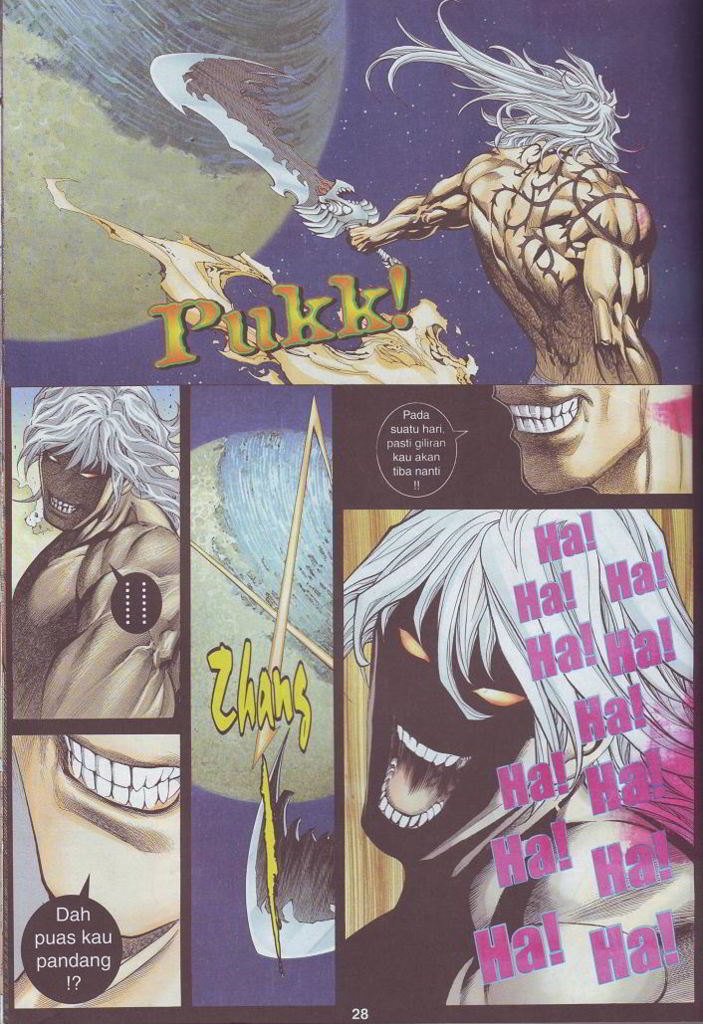 Pukk!
......
Dah
puas kau
pandang
!?
Zhang
Pada
suatu hari,
pasti giliran
kau akan
tiba nanti
!!
Ha!
Ha!
Ha!
Ha!
Ha!
Ha!
Ha!
Ha!
Ha!
Ha!
Ha!
Ha!
28